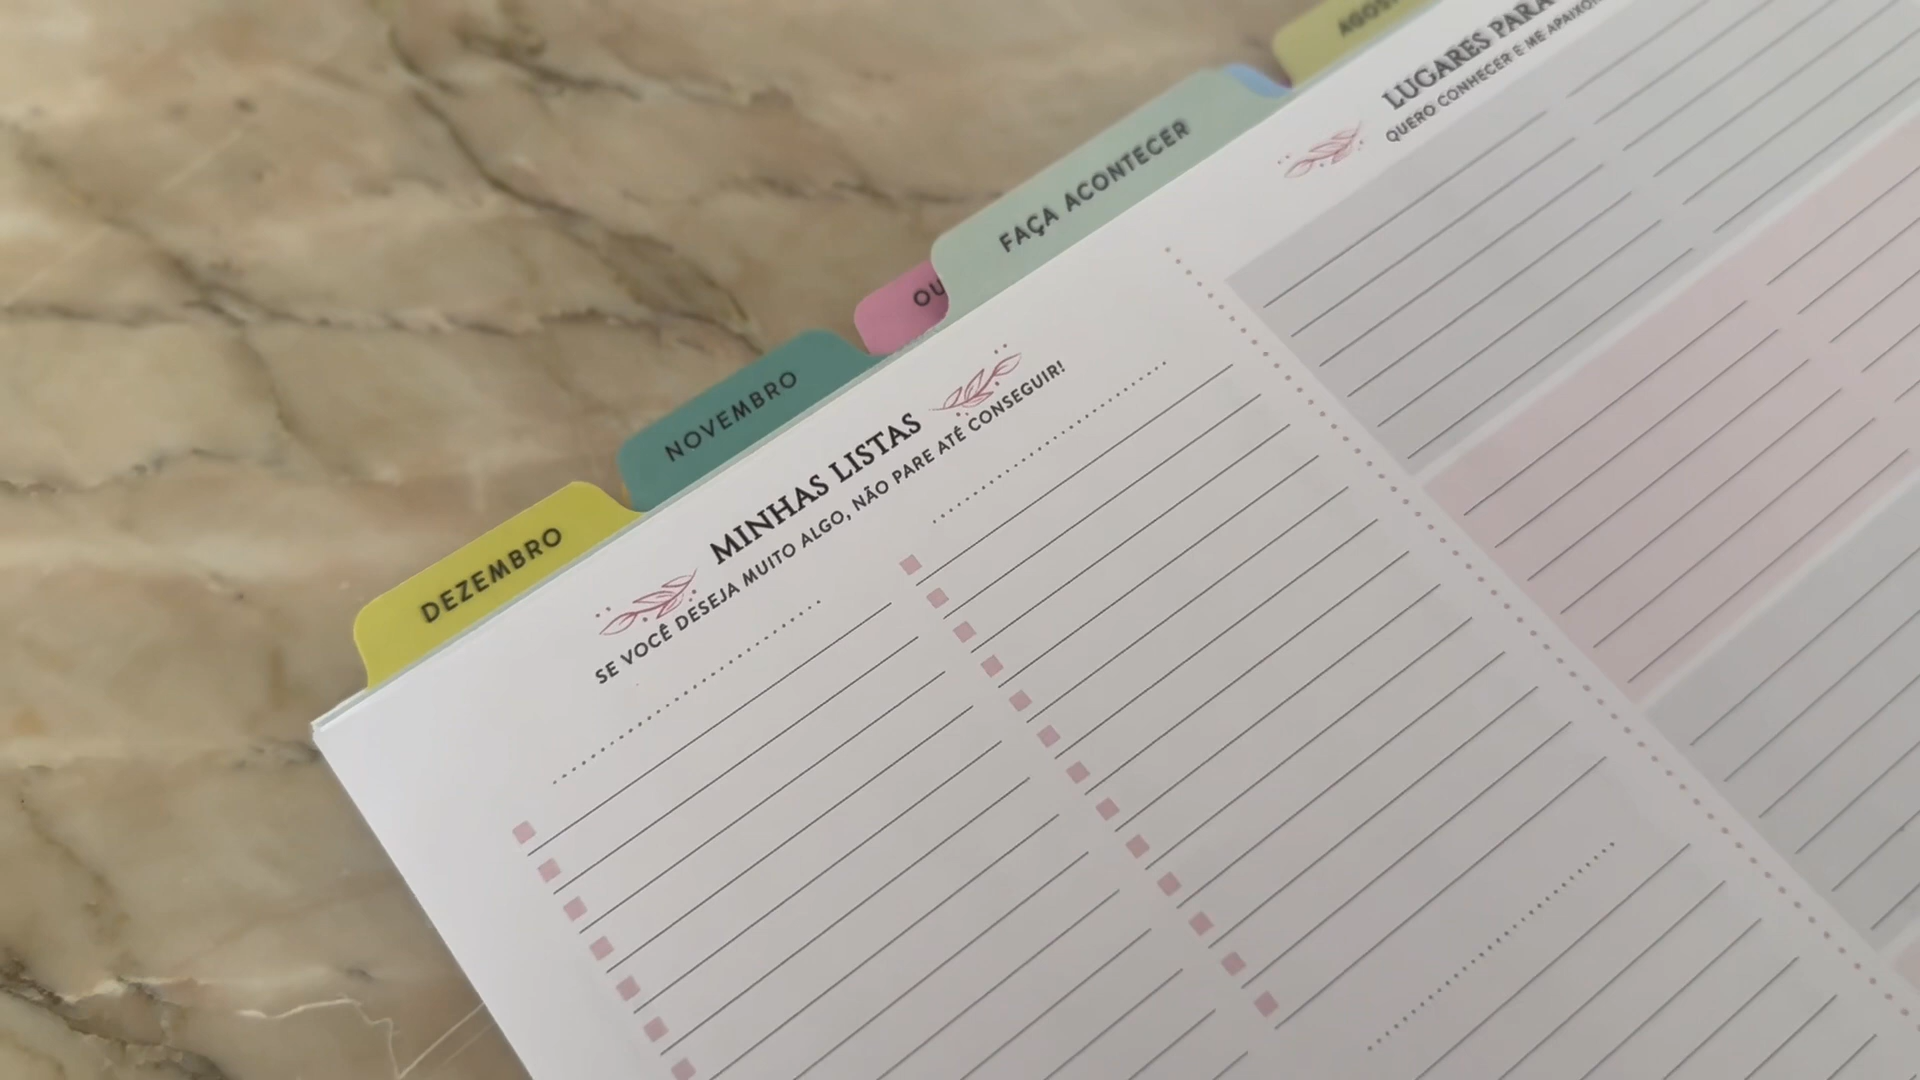 DEZEMBRO
NOVEMBRO
FAÇA ACONTECER
MINHAS LISTAS
SE VOCÊ DESEJA MUITO ALGO, NÃO PARE ATÉ CONSEGUIR!
LUGARES PARA
QUERO CONHECER E ME